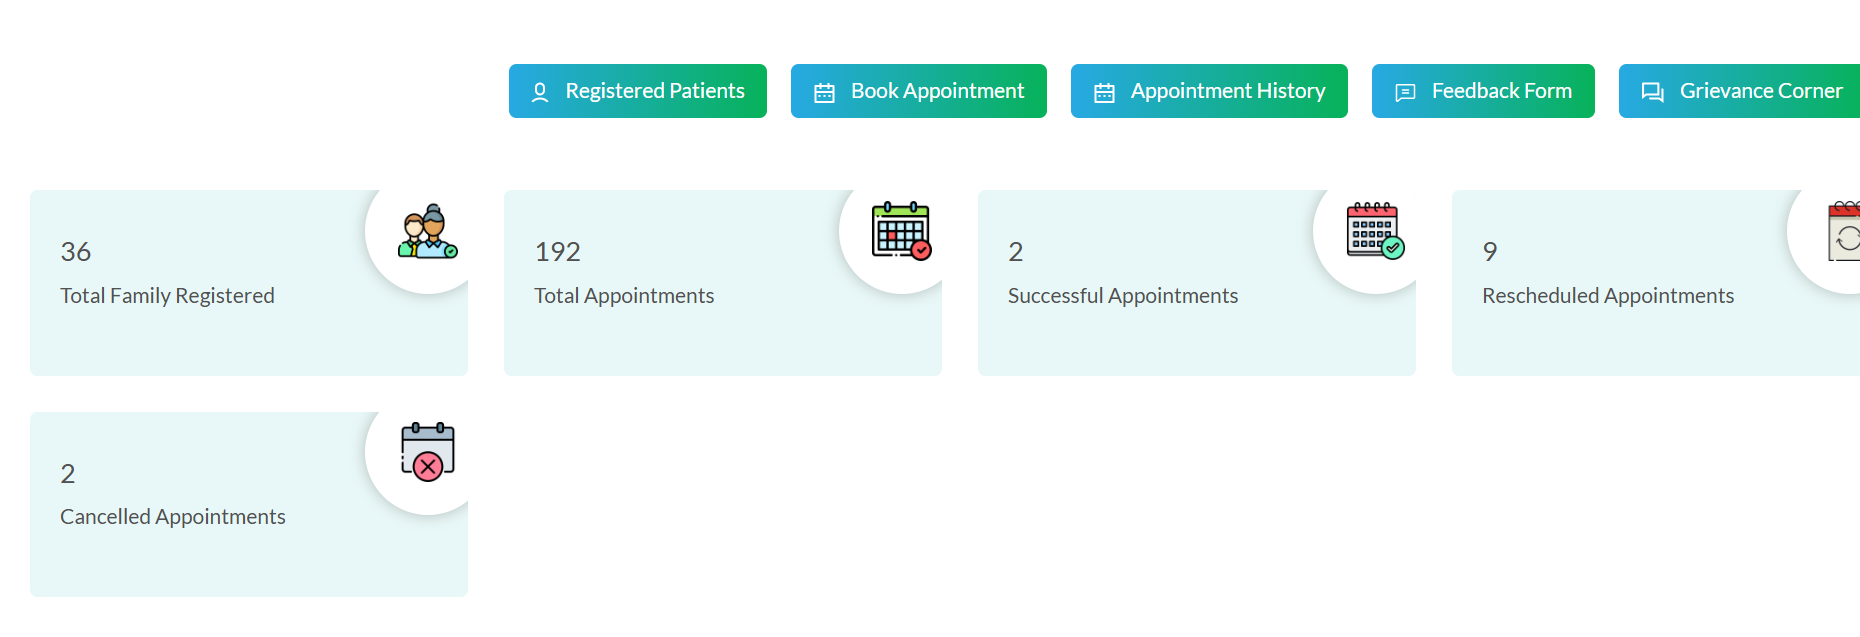 Registered Patients
Book Appointment
Appointment History
Feedback Form
Grievance Corner
36
Total Family Registered
192
Total Appointments
2
Successful Appointments
9
Rescheduled Appointments
2
Cancelled Appointments